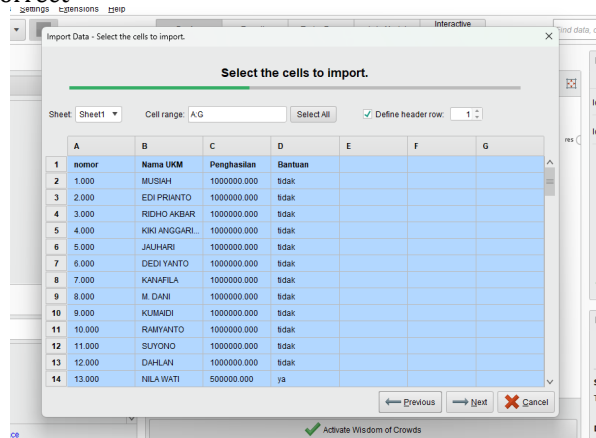 orrect
Settings Extensions Help
Interactive
Find data,
Import Data - Select the cells to import.
Select the cells to import.
Sheet: Sheet1 Cell range: A:G Select All Define header row: 1
A B C D E F G
1 nomor Nama UKM Penghasilan Bantuan
2 1.000 MUSIAH 1000000.000 tidak
3 2.000 EDI PRIANTO 1000000.000 tidak
4 3.000 RIDHO AKBAR 1000000.000 tidak
5 4.000 KIKI ANGGARI... 1000000.000 tidak
6 5.000 JAUHARI 1000000.000 tidak
7 6.000 DEDI YANTO 1000000.000 tidak
8 7.000 KANAFILA 1000000.000 tidak
9 8.000 M. DANI 1000000.000 tidak
10 9.000 KUMAIDI 1000000.000 tidak
11 10.000 RAMYANTO 1000000.000 tidak
12 11.000 SUYONO 1000000.000 tidak
13 12.000 DAHLAN 1000000.000 tidak
14 13.000 NILA WATI 500000.000 ya
Previous Next Cancel
Activate Wisdom of Crowds